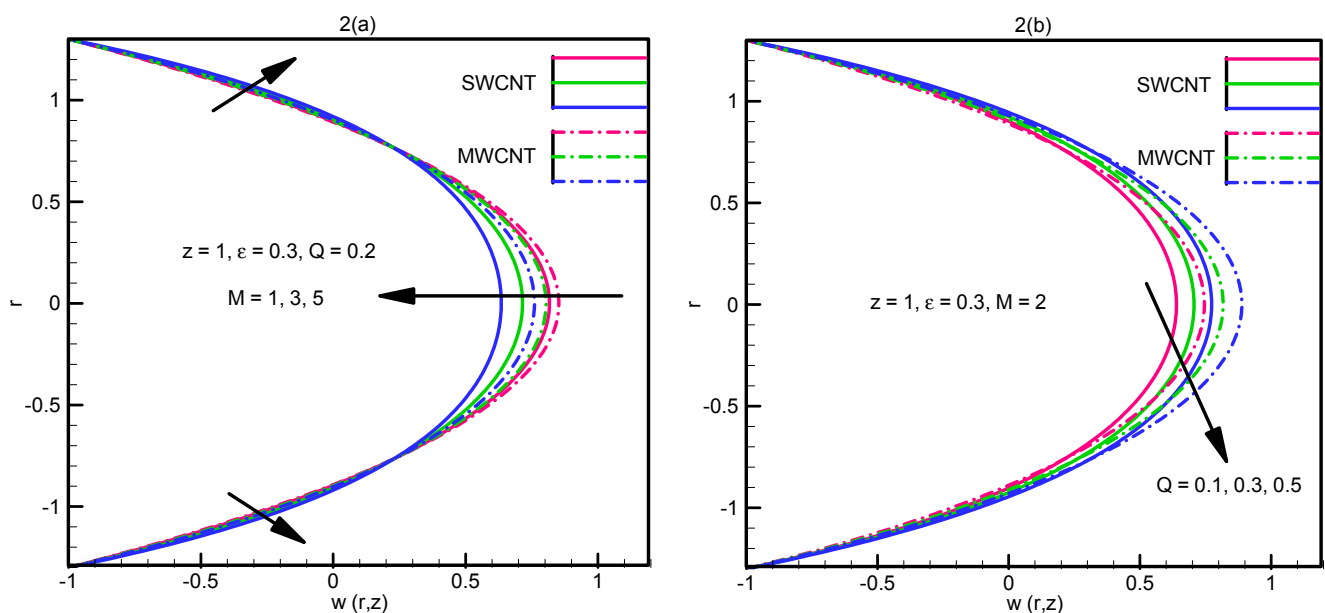 2(a)
SWCNT
MWCNT
z = 1, ε = 0.3, Q = 0.2
M = 1, 3, 5
r
1
0.5
0
-0.5
-1
-1
-0.5
0
0.5
1
w (r,z)
2(b)
SWCNT
MWCNT
z = 1, ε = 0.3, M = 2
Q = 0.1, 0.3, 0.5
r
1
0.5
0
-0.5
-1
-1
-0.5
0
0.5
1
w (r,z)